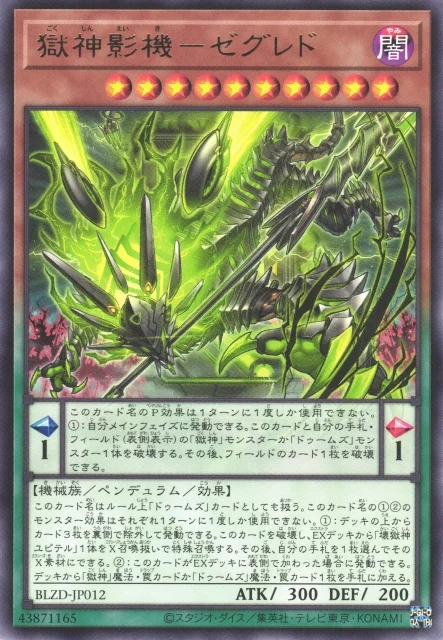 獄神影機－ゼグレド
闇
このカード名のP効果は1ターンに1度しか使用できない。
①：自分メインフェイズに発動できる。このカードと自分の手札・
フィールド（表側表示）の「獄神」モンスターか「ドゥームズ」モン
スター1体を破壊する。その後、フィールドのカード1枚を破壊
できる。
1
1
【機械族／ペンデュラム／効果】
このカード名はルール上「ドゥームズ」カードとしても扱う。このカード名の①②の
モンスター効果はそれぞれ1ターンに1度しか使用できない。①：デッキの上から
カード3枚を裏側で除外して発動できる。このカードを破壊し、EXデッキから「壊獄神
ユピテル」1体をX召喚扱いで特殊召喚する。その後、自分の手札を1枚選んでその
X素材にできる。②：このカードがEXデッキに表側で加わった場合に発動できる。
デッキから「獄神」魔法・罠カードか「ドゥームズ」魔法・罠カード1枚を手札に加える。
BLZD-JP012
ATK/ 300 DEF/ 200
43871165
©スタジオ・ダイス／集英社・テレビ東京・KONAMI